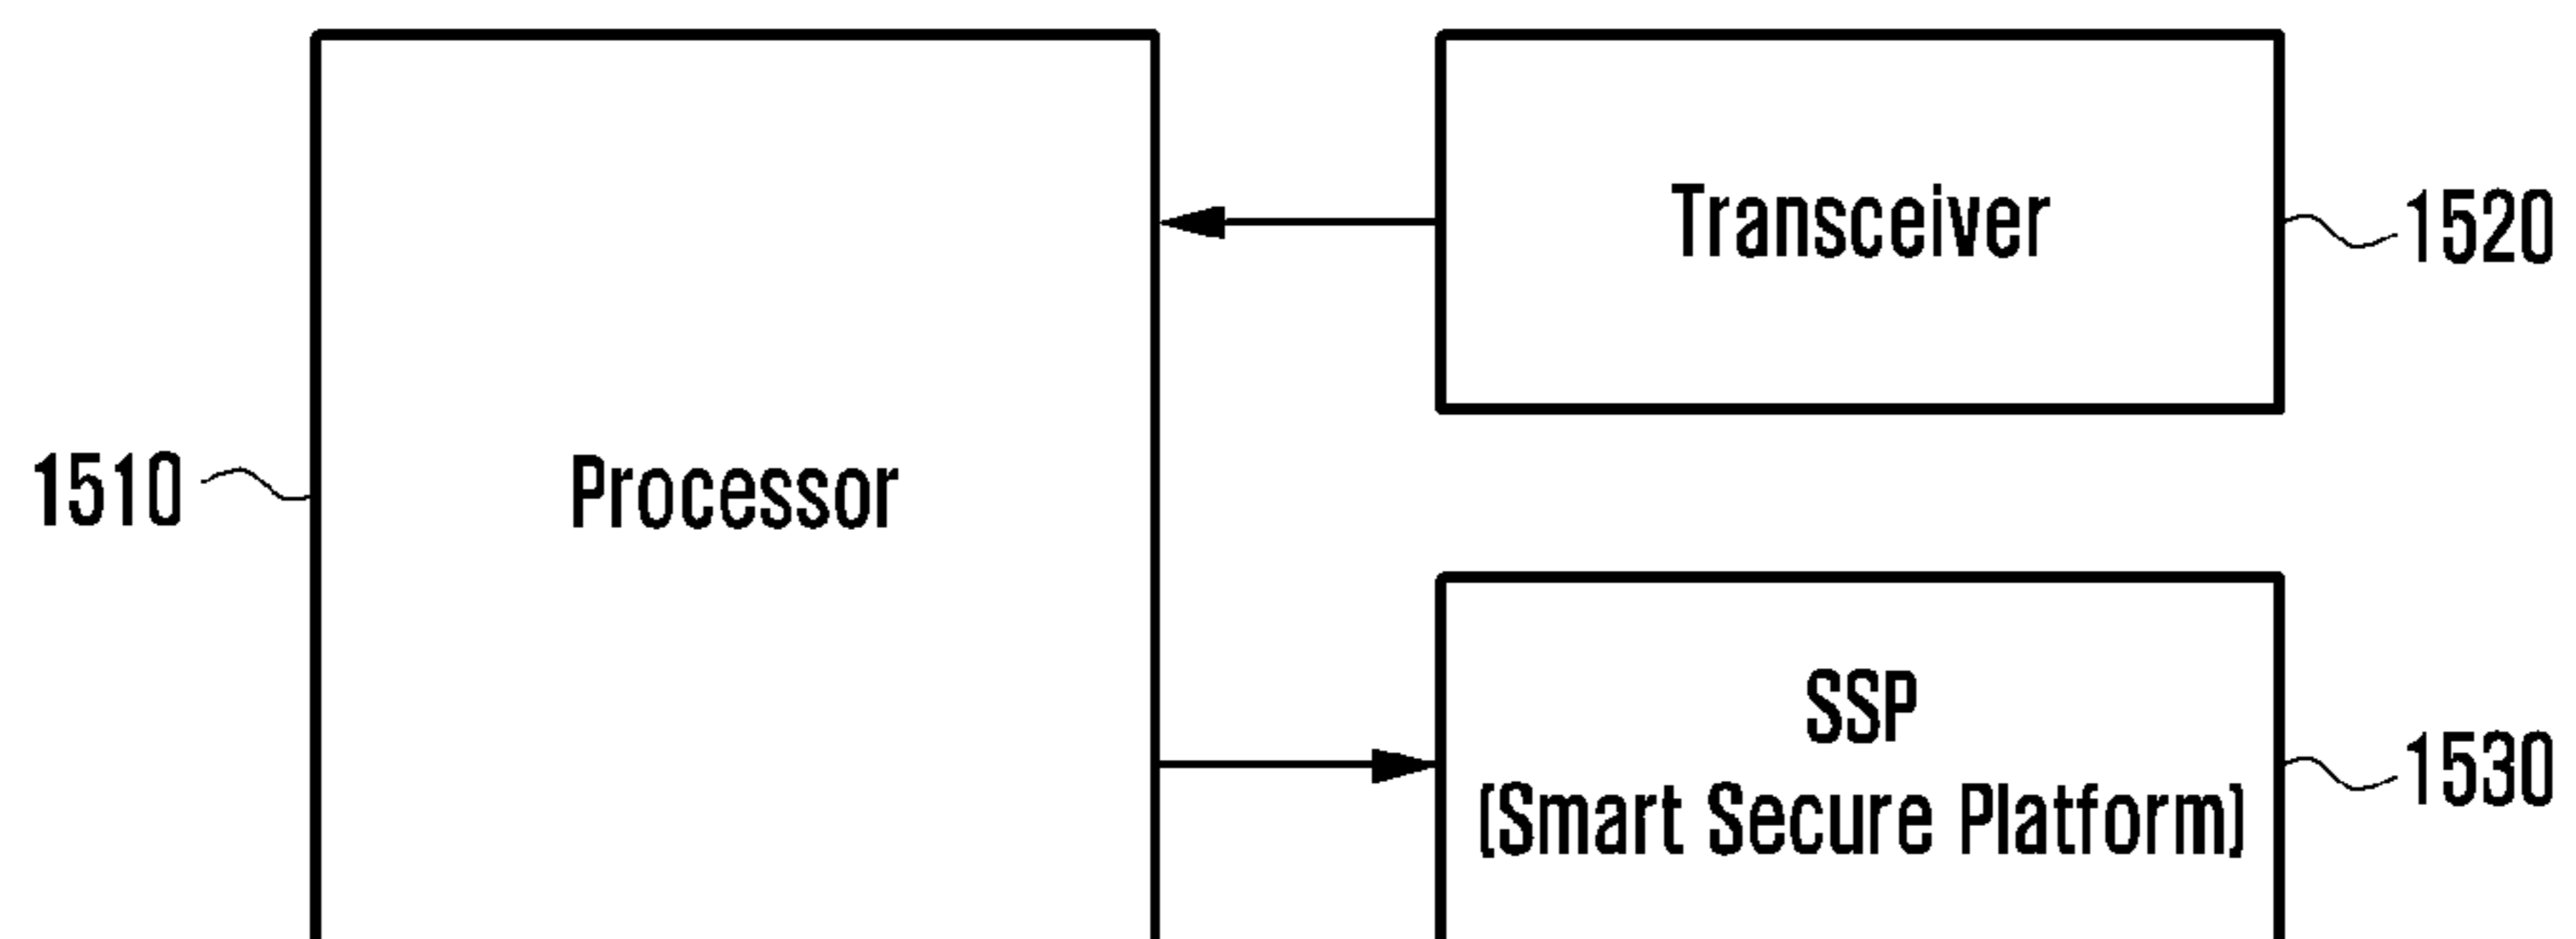 1510
Processor
Transceiver
1520
SSP
(Smart Secure Platform)
1530